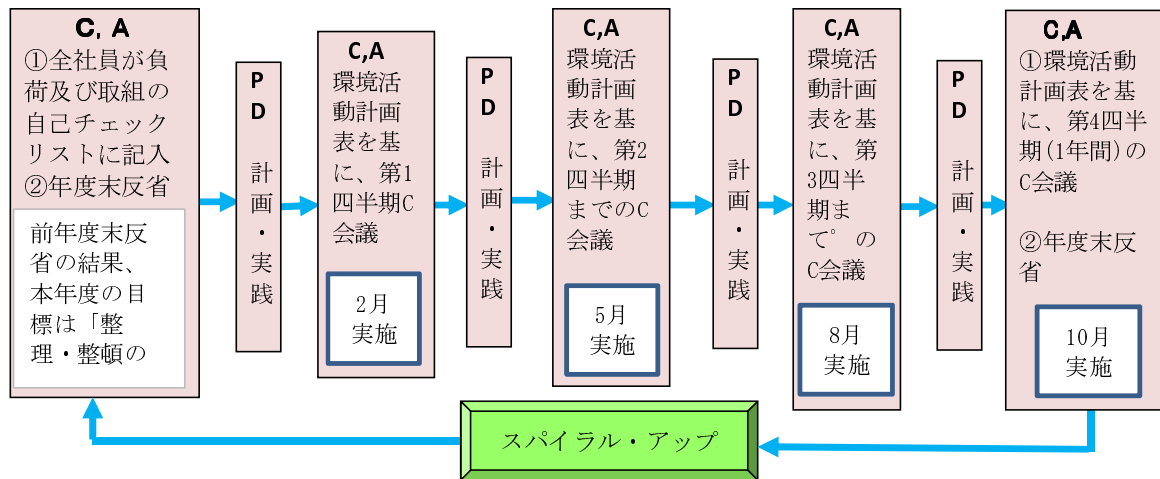 C, A
①全社員が負
荷及び取組の
自己チェック
リストに記入
②年度末反省
前年度末反
省の結果、
本年度の目
標は「整
理・整頓の
P
D
計
画
・
実
践
C,A
環境活
動計画
表を基
に、第1
四半期C
会議
2月
実施
P
D
計
画
・
実
践
C,A
環境活
動計画
表を基
に、第2
四半期
までのC
会議
5月
実施
P
D
計
画
・
実
践
C,A
環境活
動計画
表を基
に、第
3四半
期ま
て゜の
C会議
8月
実施
P
D
計
画
・
実
践
C,A
①環境活動
計画表を基
に、第4四半
期(1年間)の
C会議
②年度末反
省
10月
実施
スパイラル・アップ